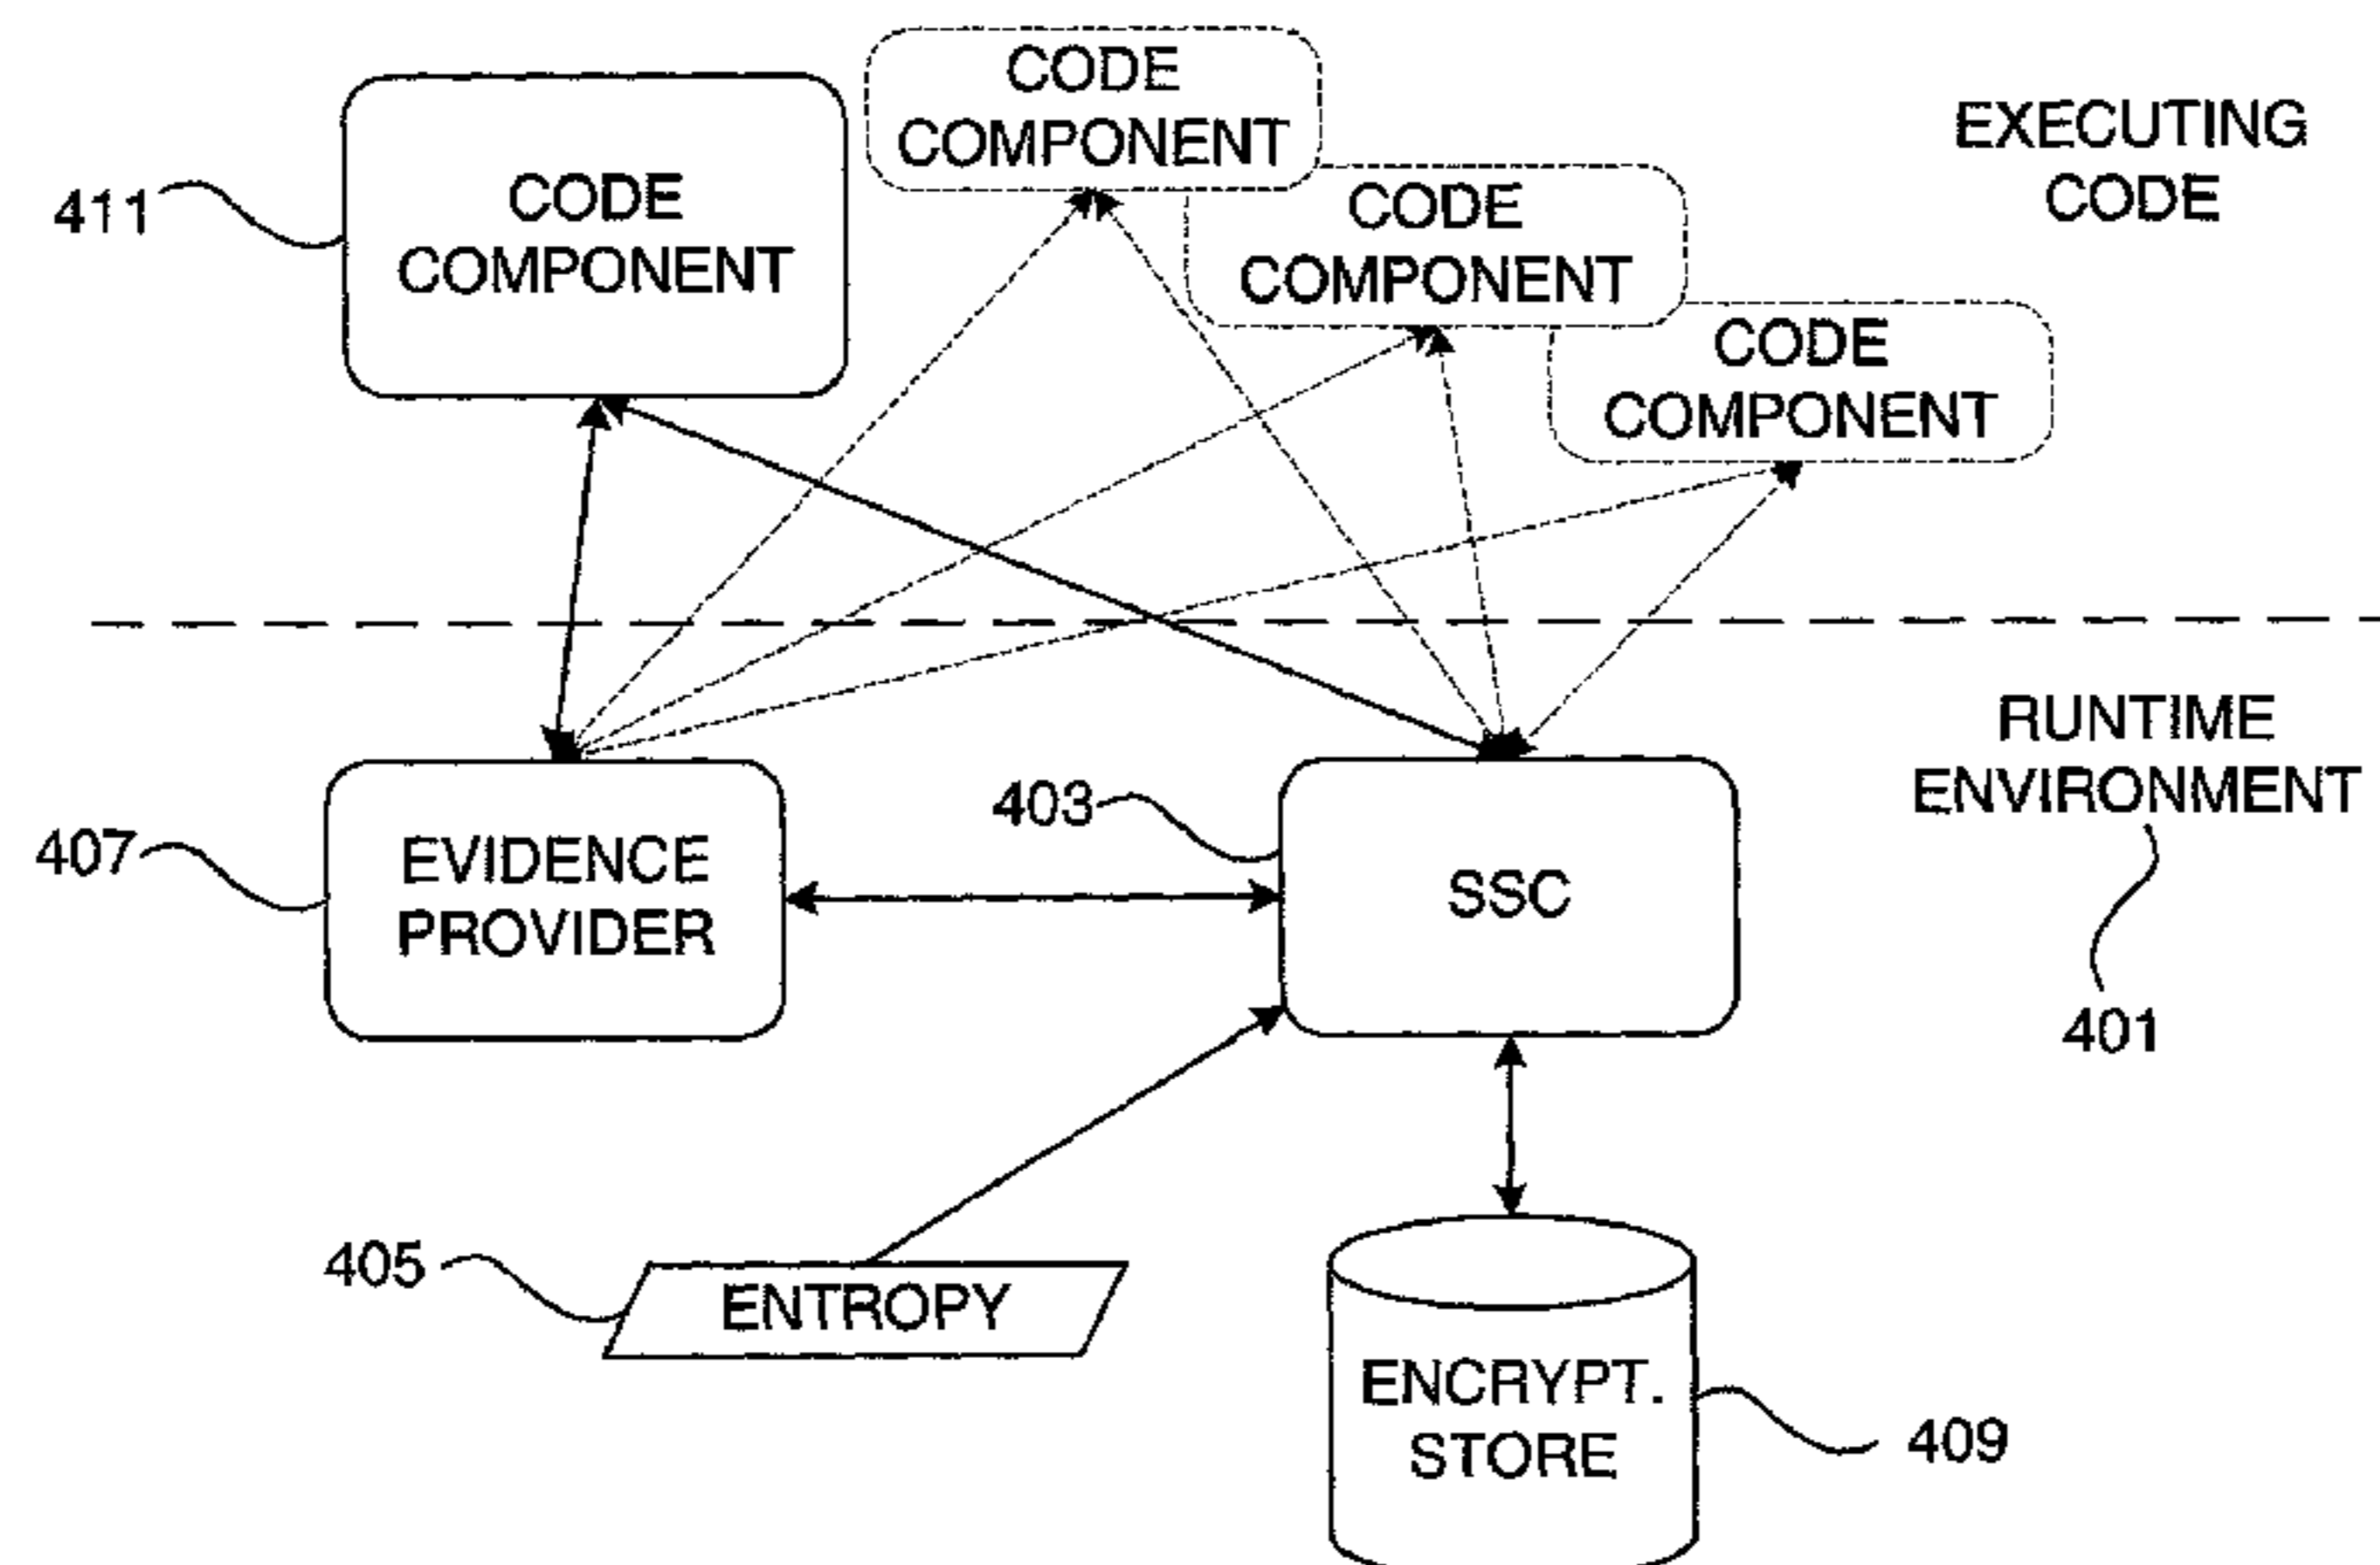 CODE
COMPONENT
EXECUTING
CODE
411
CODE
COMPONENT
CODE
COMPONENT
CODE
COMPONENT
RUNTIME
ENVIRONMENT
401
407
EVIDENCE
PROVIDER
403
SSC
405
ENTROPY
ENCRYPT.
STORE
409